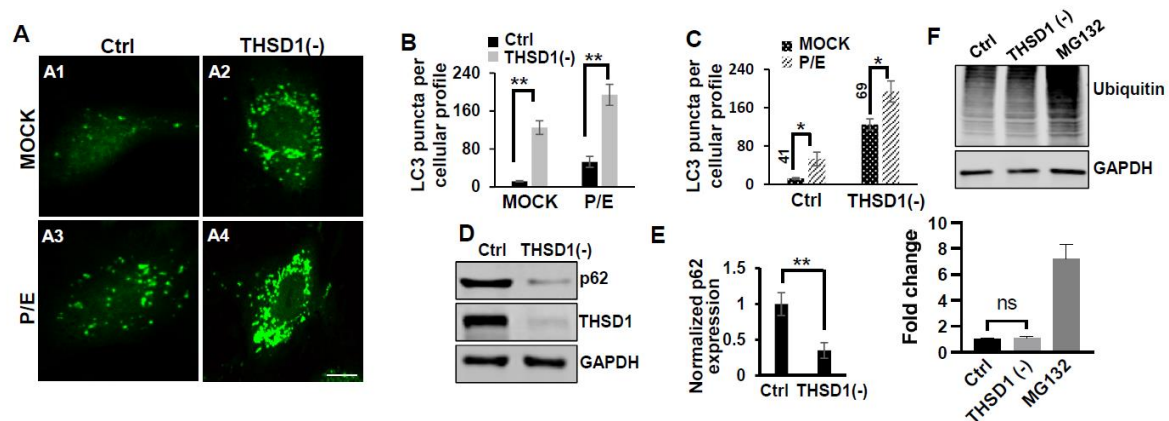 A
Ctrl
THSD1(-)
MOCK
P/E
A1
A2
A3
A4
B
Ctrl
THSD1(-)
LC3 puncta per
cellular profile
240
160
80
0
**
**
MOCK
P/E
C
MOCK
P/E
LC3 puncta per
cellular profile
240
160
80
0
41
*
69
*
Ctrl
THSD1(-)
D
Ctrl
THSD1(-)
p62
THSD1
GAPDH
E
Normalized p62
expression
1.5
1
0.5
0
**
Ctrl
THSD1(-)
F
Ctrl
THSD1(-)
MG132
Ubiquitin
GAPDH
Fold change
10
8
6
4
2
0
ns
Ctrl
THSD1 (-)
MG132